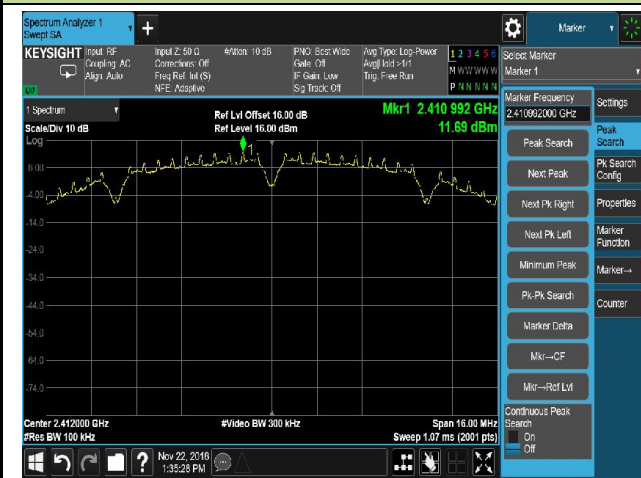 Spectrum Analyzer 1
Swept SA
+
Marker
KEYSIGHT
Input: RF
Coupling: AC
Align: Auto
Input Z: 50 Ω
Corrections: Off
Freq Ref: Int (S)
NFE: Adaptive
#Atten: 10 dB
PNO: Best Wide
Gate: Off
IF Gain: Low
Sig Track: Off
Avg Type: Log-Power
Avg|Hold:>1/1
Trig: Free Run
1 2 3 4 5 6
M W W W W W
P N N N N N
Select Marker
Marker 1
1 Spectrum
Scale/Div 10 dB
Log
Ref Lvl Offset 16.00 dB
Ref Level 16.00 dBm
Mkr1 2.410 992 GHz
11.69 dBm
1
6.00
-4.00
-14.0
-24.0
-34.0
-44.0
-54.0
-64.0
-74.0
Center 2.412000 GHz
#Res BW 100 kHz
#Video BW 300 kHz
Span 16.00 MHz
Sweep 1.07 ms (2001 pts)
Marker Frequency
2.410992000 GHz
Peak Search
Next Peak
Next Pk Right
Next Pk Left
Minimum Peak
Pk-Pk Search
Marker Delta
Mkr→CF
Mkr→Ref Lvl
Continuous Peak
Search
On
Off
Settings
Peak
Search
Pk Search
Config
Properties
Marker
Function
Marker→
Counter
?
Nov 22, 2018
1:35:28 PM